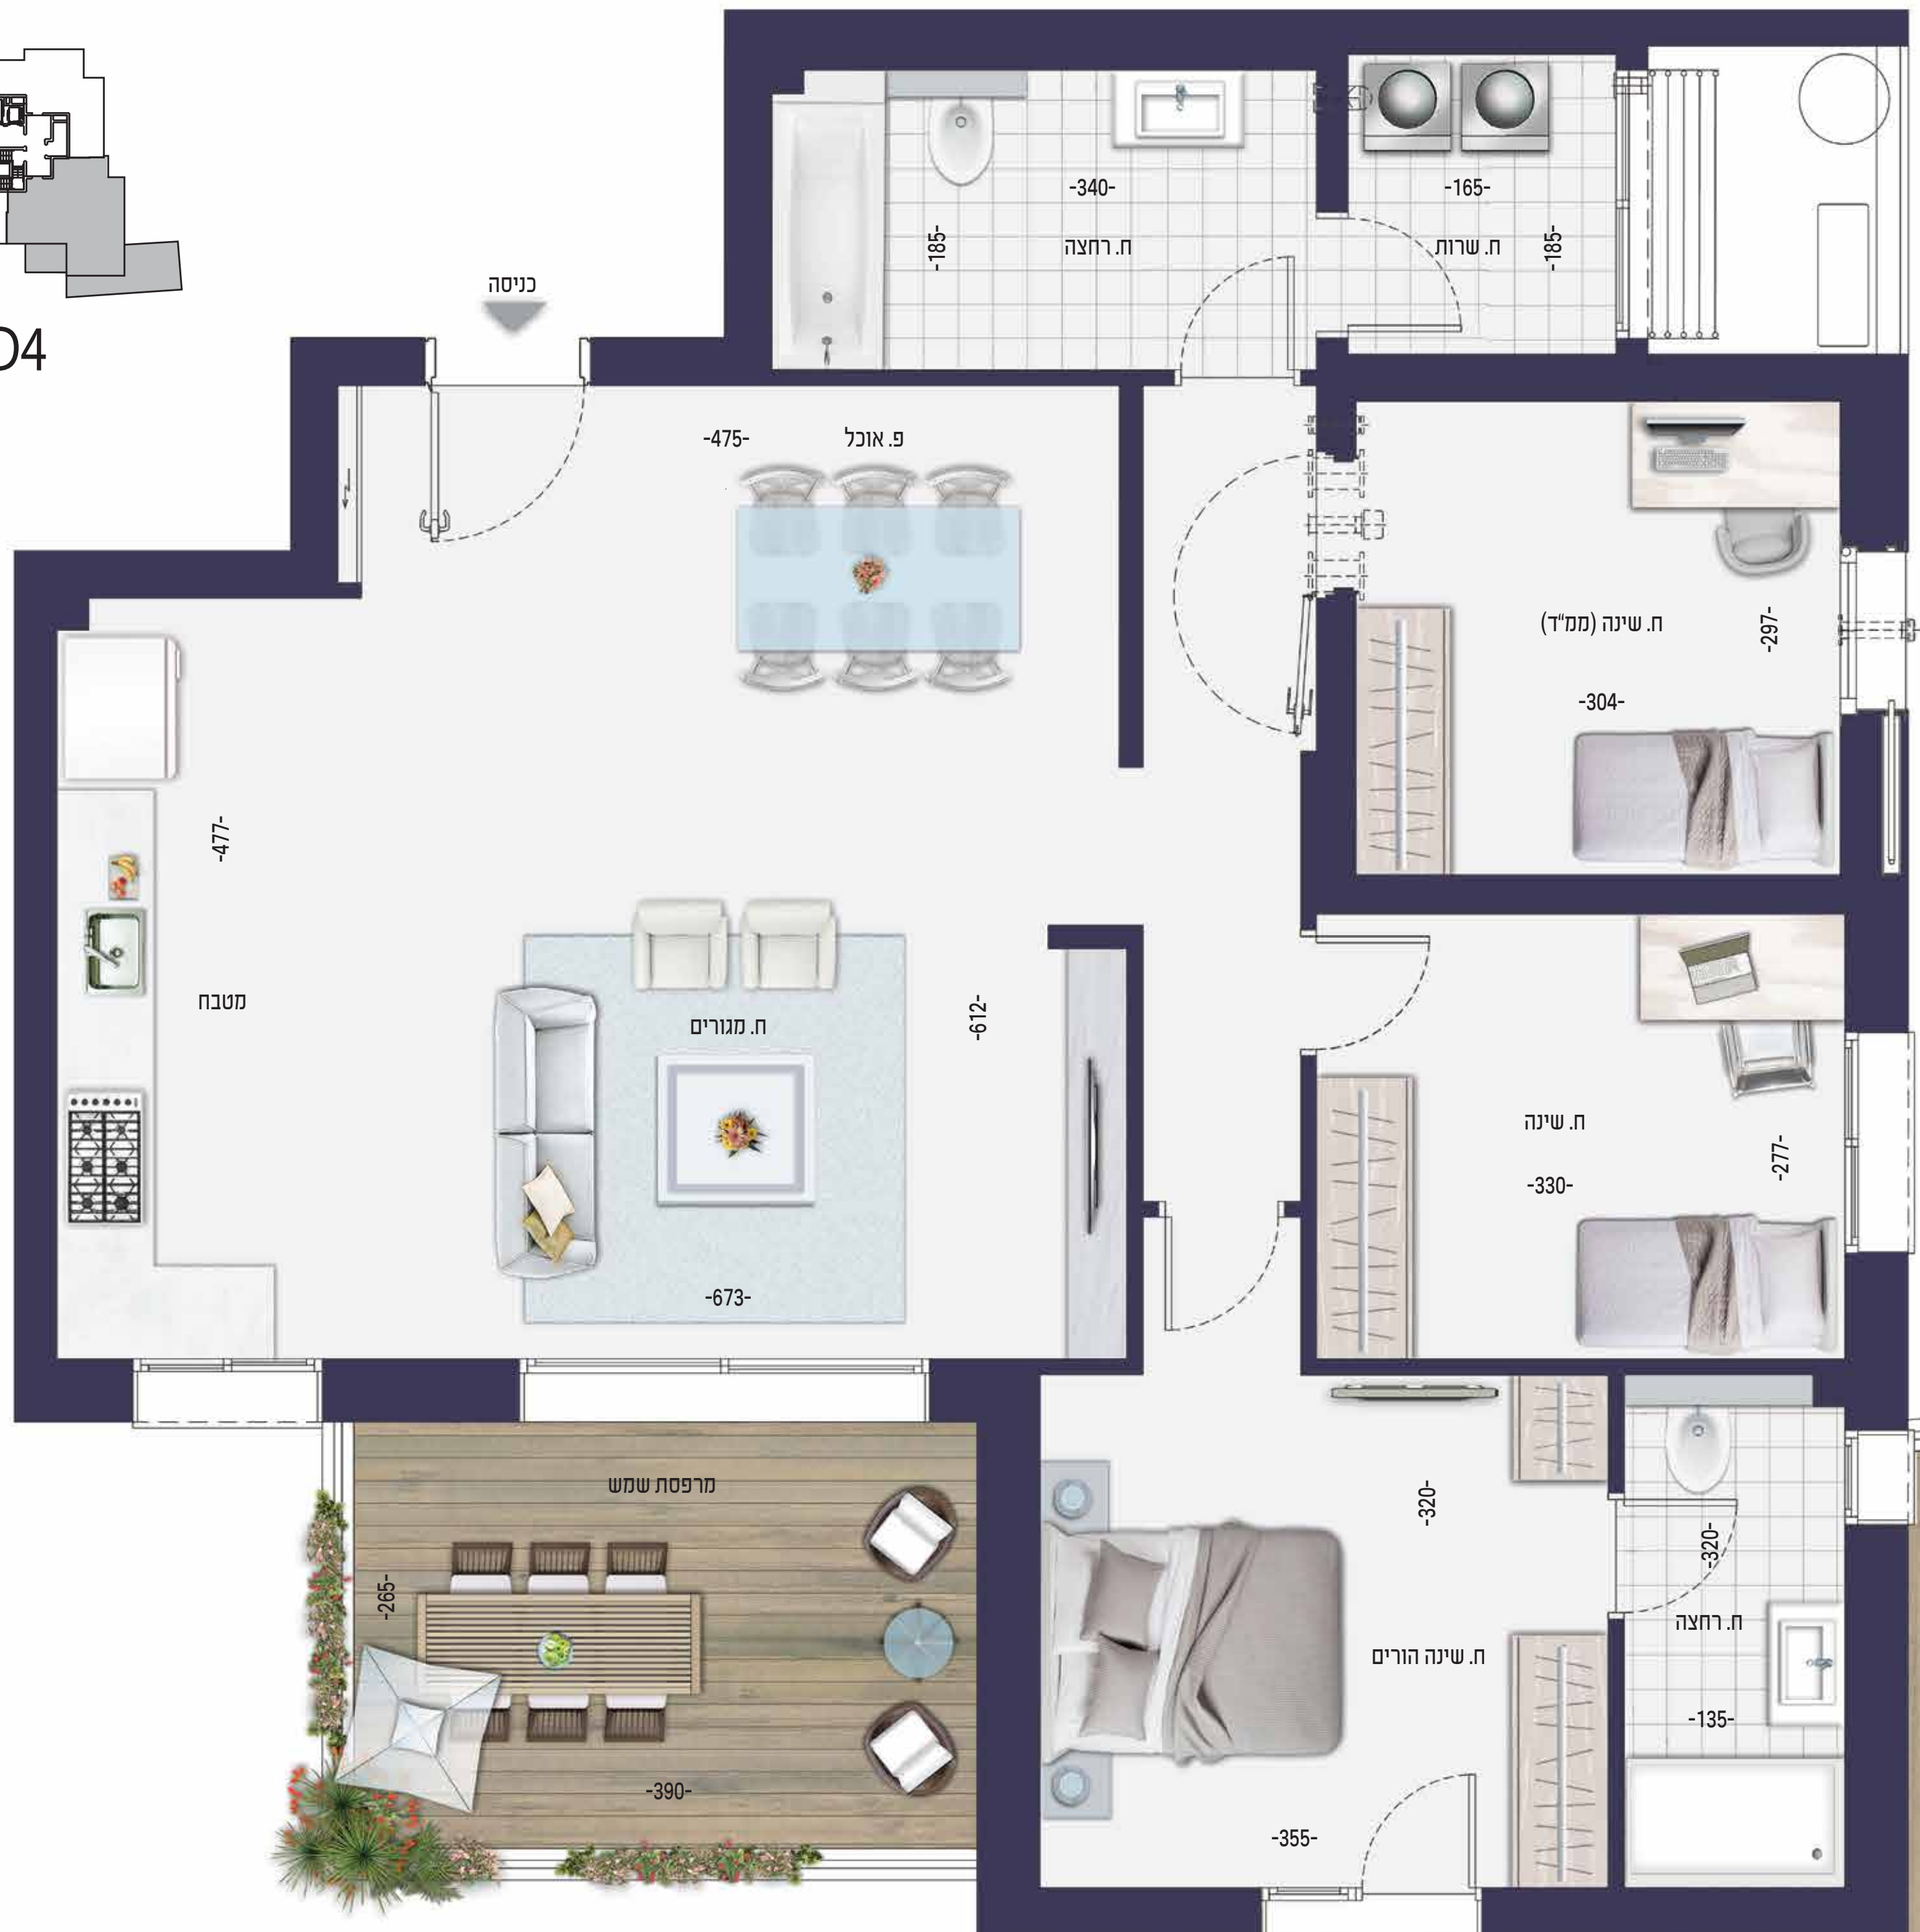 -340-
-165-
-185-
ח. רחצה
ח. שרות
-185-
כניסה
D4
-475-
פ. אוכל
ח. שינה (ממ"ד)
-297-
-304-
-477-
מטבח
ח. מגורים
-612-
ח. שינה
-277-
-330-
-673-
מרפסת שמש
-320-
-320-
-265-
ח. רחצה
ח. שינה הורים
-135-
-390-
-355-